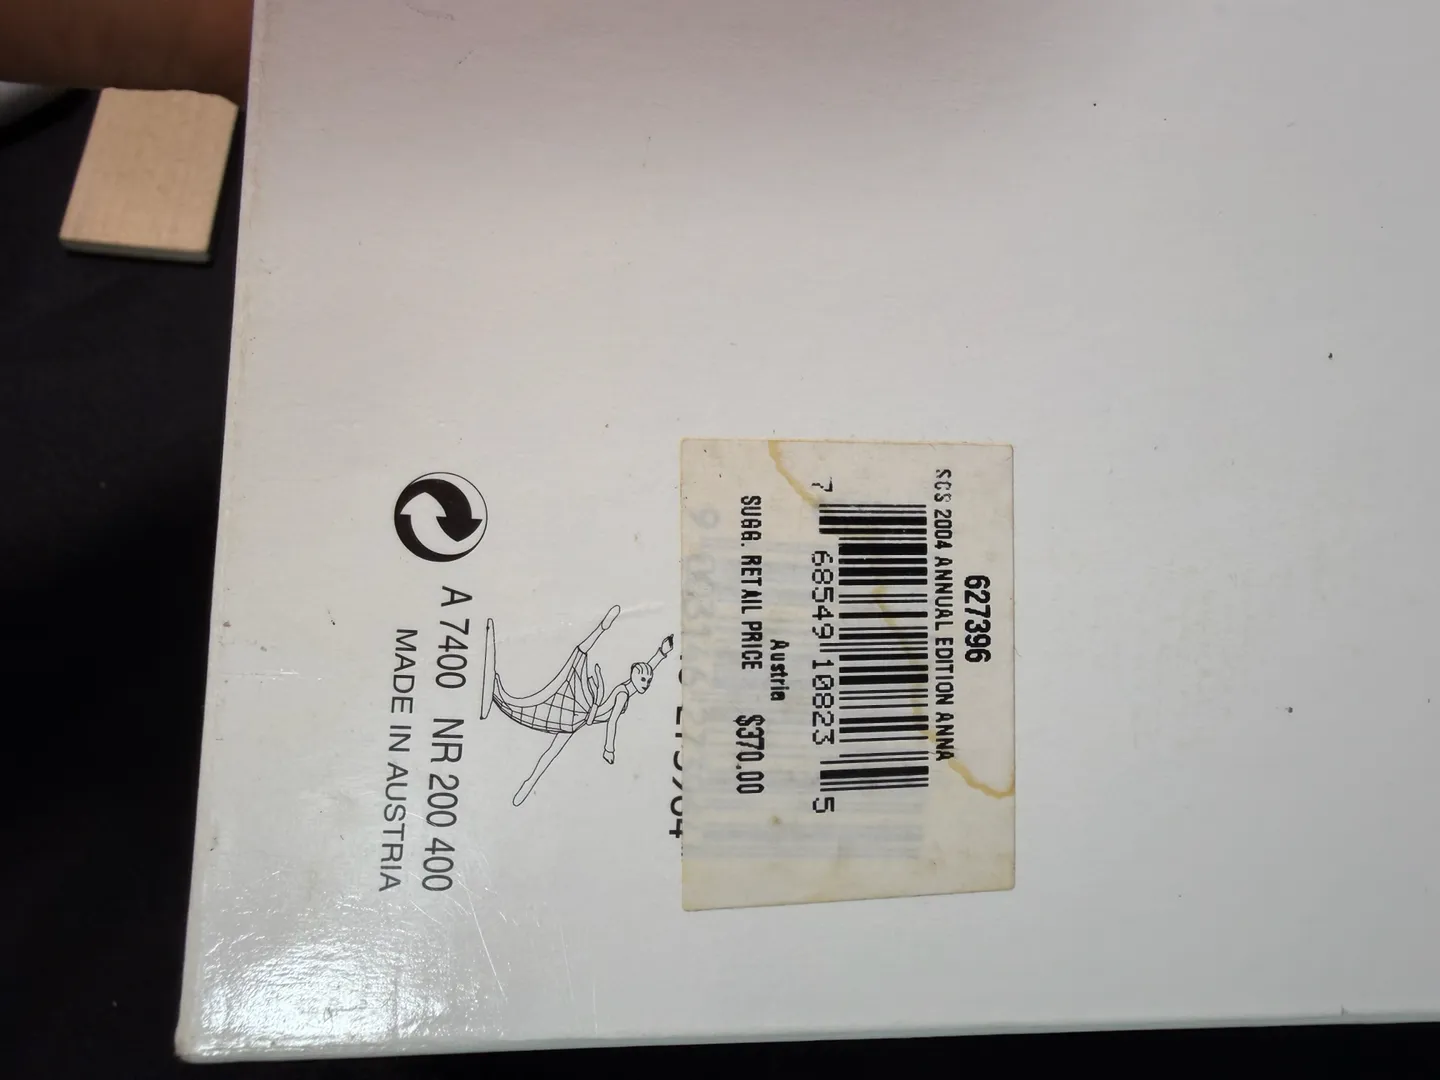 627396
SCS 2004 ANNUAL EDITION ANNA
7 68549 10823 5
Austria
SUGG. RETAIL PRICE $370.00
A 7400 NR 200 400
MADE IN AUSTRIA